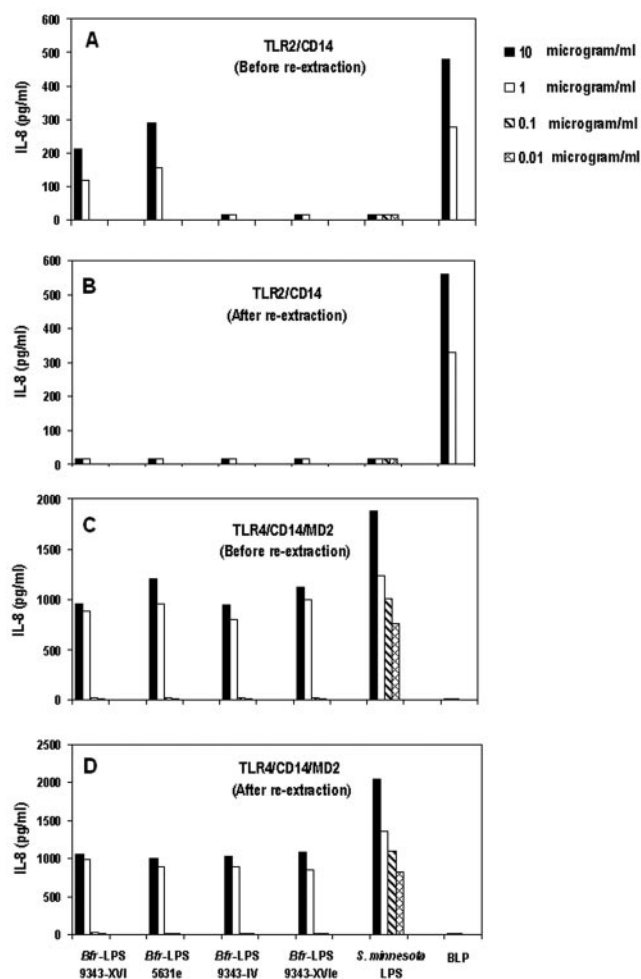 A
TLR2/CD14
(Before re-extraction)
IL-8 (pg/ml)
600
500
400
300
200
100
0
10 microgram/ml
1 microgram/ml
0.1 microgram/ml
0.01 microgram/ml
B
TLR2/CD14
(After re-extraction)
IL-8 (pg/ml)
600
500
400
300
200
100
0
C
TLR4/CD14/MD2
(Before re-extraction)
IL-8 (pg/ml)
2000
1500
1000
500
0
D
TLR4/CD14/MD2
(After re-extraction)
IL-8 (pg/ml)
2500
2000
1500
1000
500
0
Bfr-LPS Bfr-LPS Bfr-LPS Bfr-LPS S. minnesota BLP
9343-XVI 5631e 9343-IV 9343-XVIe LPS